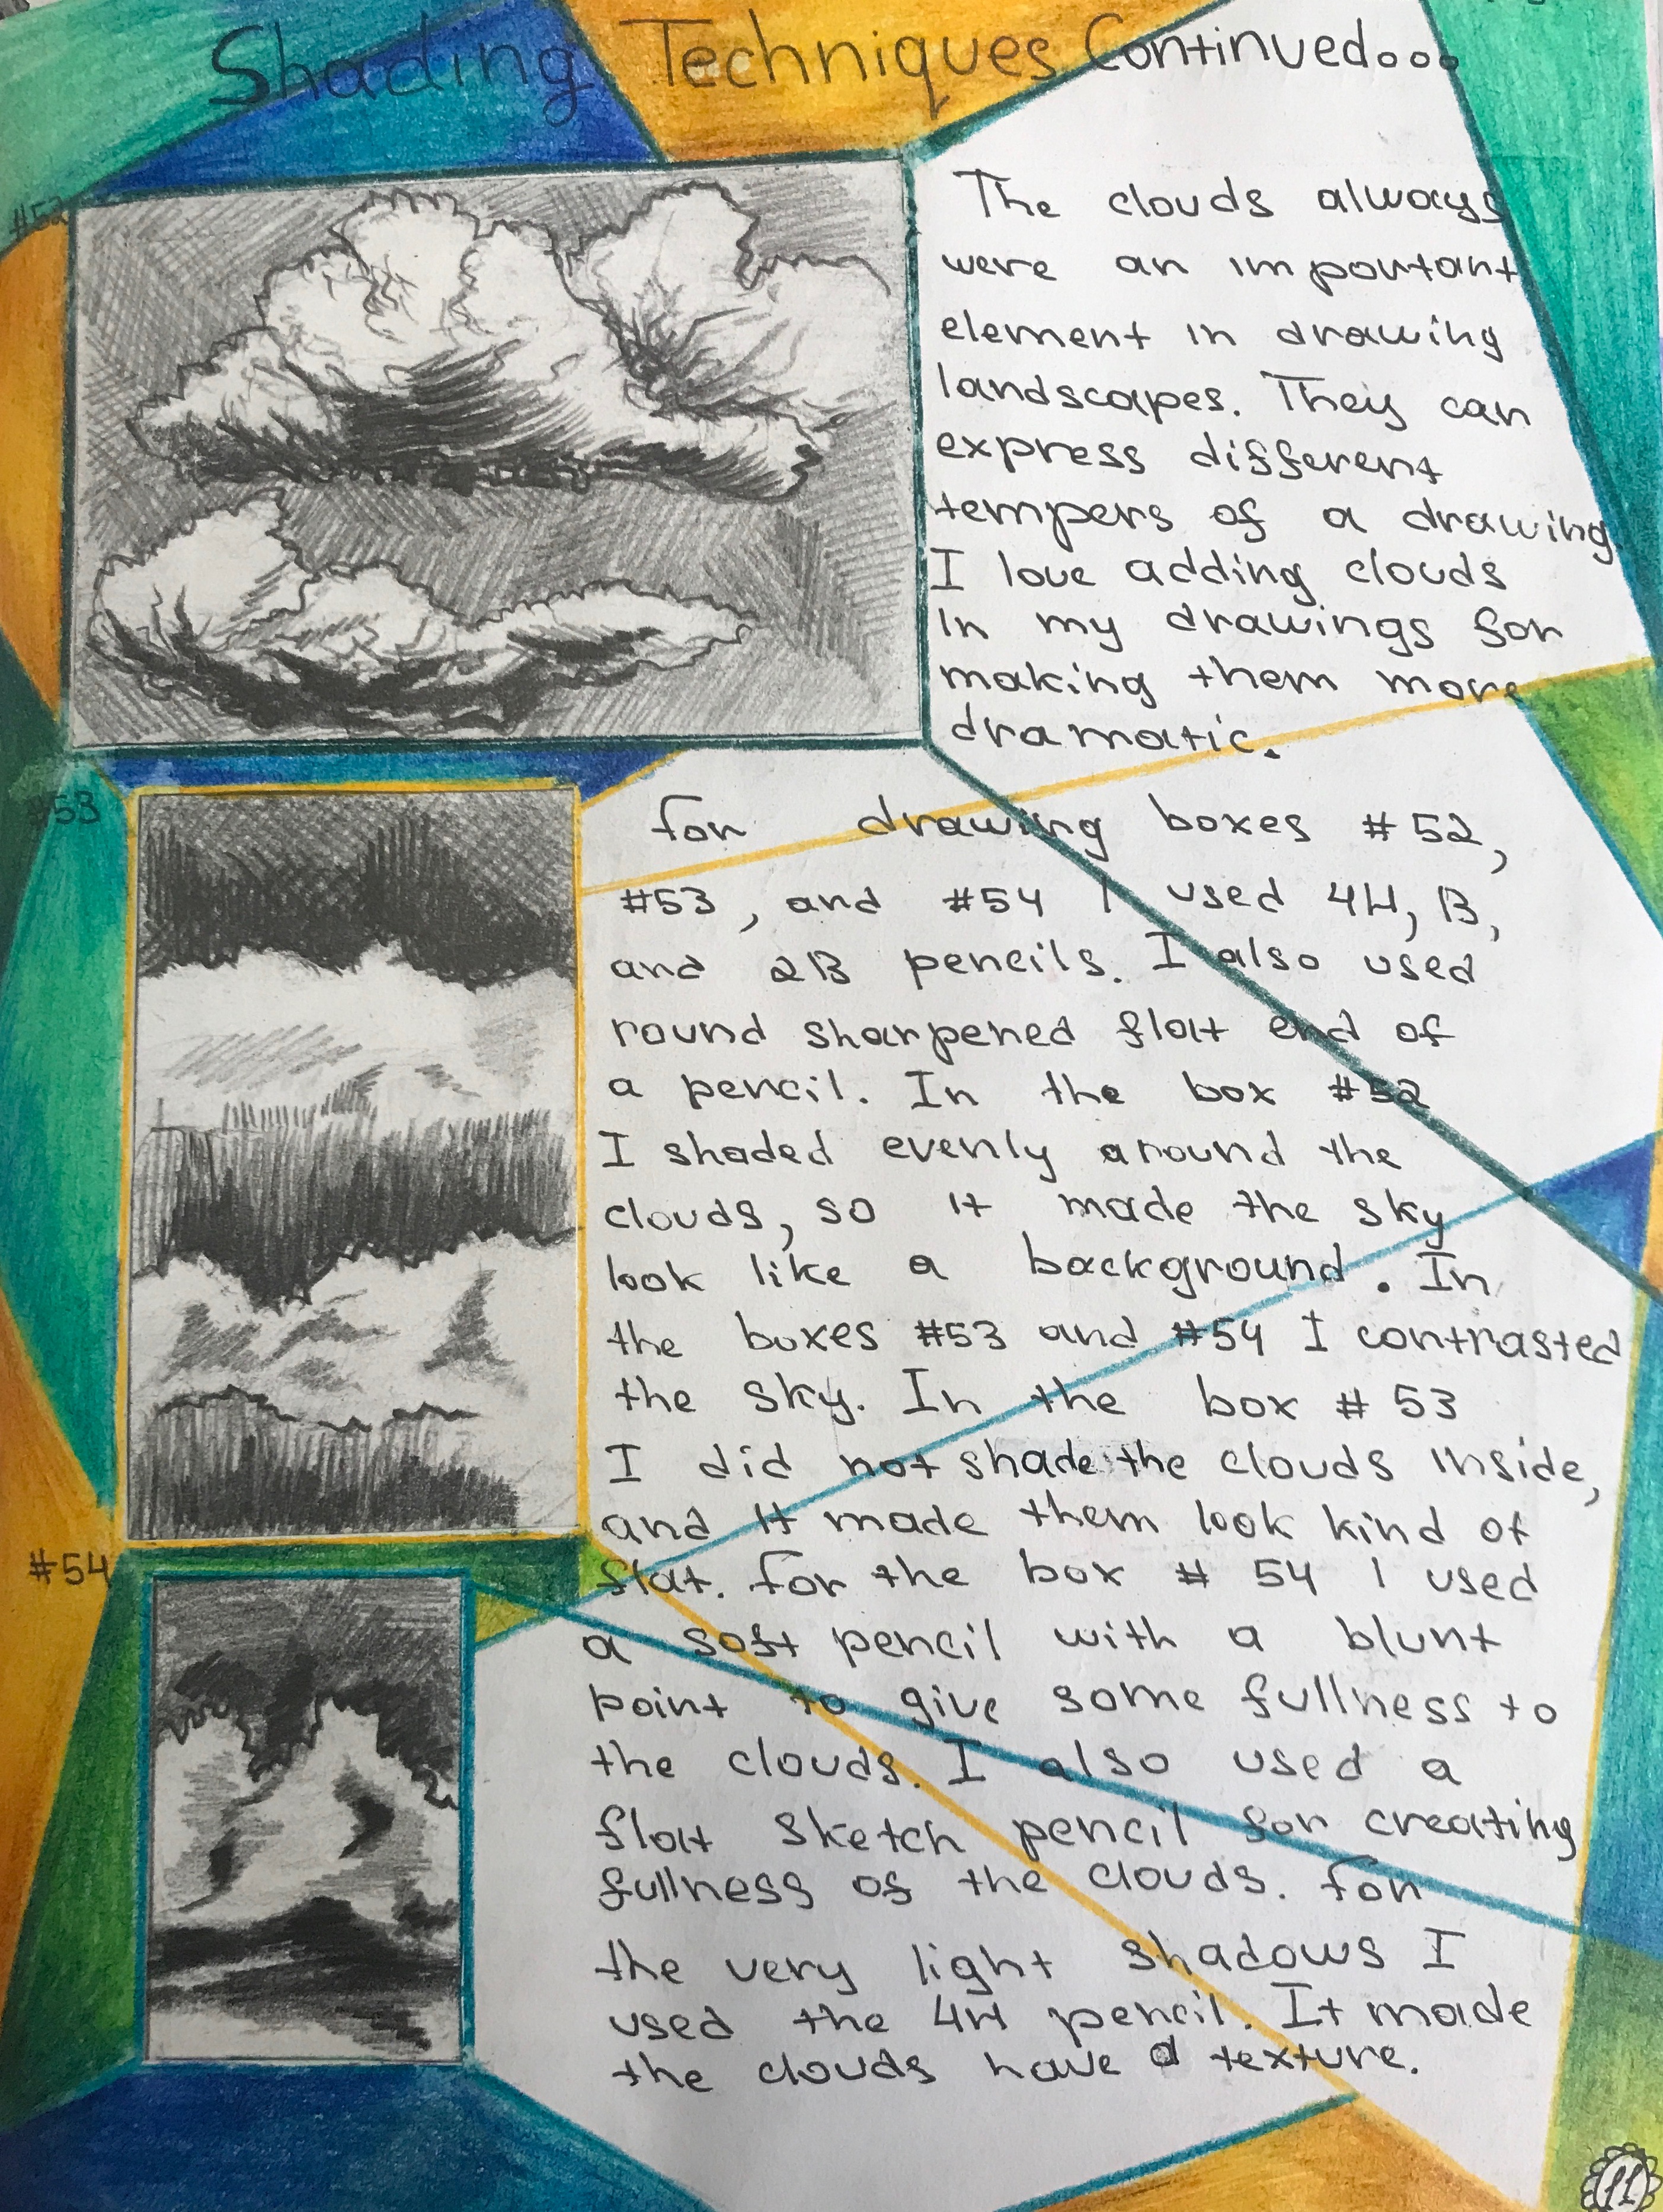 Shading Techniques Continued...
#52
The clouds always
were an important
element in drawing
landscapes. They can
express different
tempers of a drawing
I love adding clouds
In my drawings for
making them more
dramatic.
#53
for drawing boxes #52,
#53, and #54 I used 4H, B,
and 2B pencils. I also used
round sharpened flat end of
a pencil. In the box #52
I shaded evenly around the
clouds, so it made the sky
look like a background. In
the boxes #53 and #54 I contrasted
the sky. In the box #53
I did not shade the clouds inside,
and It made them look kind of
#54
flat. for the box # 54 I used
a soft pencil with a blunt
point to give some fullness to
the clouds. I also used a
flat sketch pencil for creating
fullness of the clouds. for
the very light shadows I
used the 4H pencil. It made
the clouds have a texture.
11